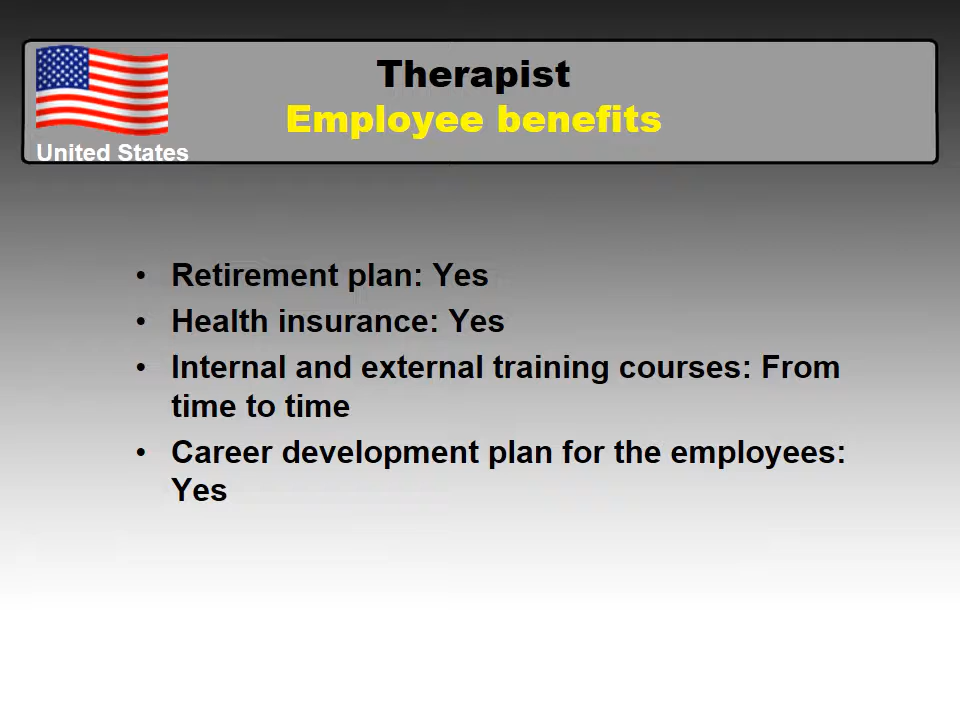 Therapist
Employee benefits
United States
• Retirement plan: Yes
• Health insurance: Yes
• Internal and external training courses: From
time to time
• Career development plan for the employees:
Yes